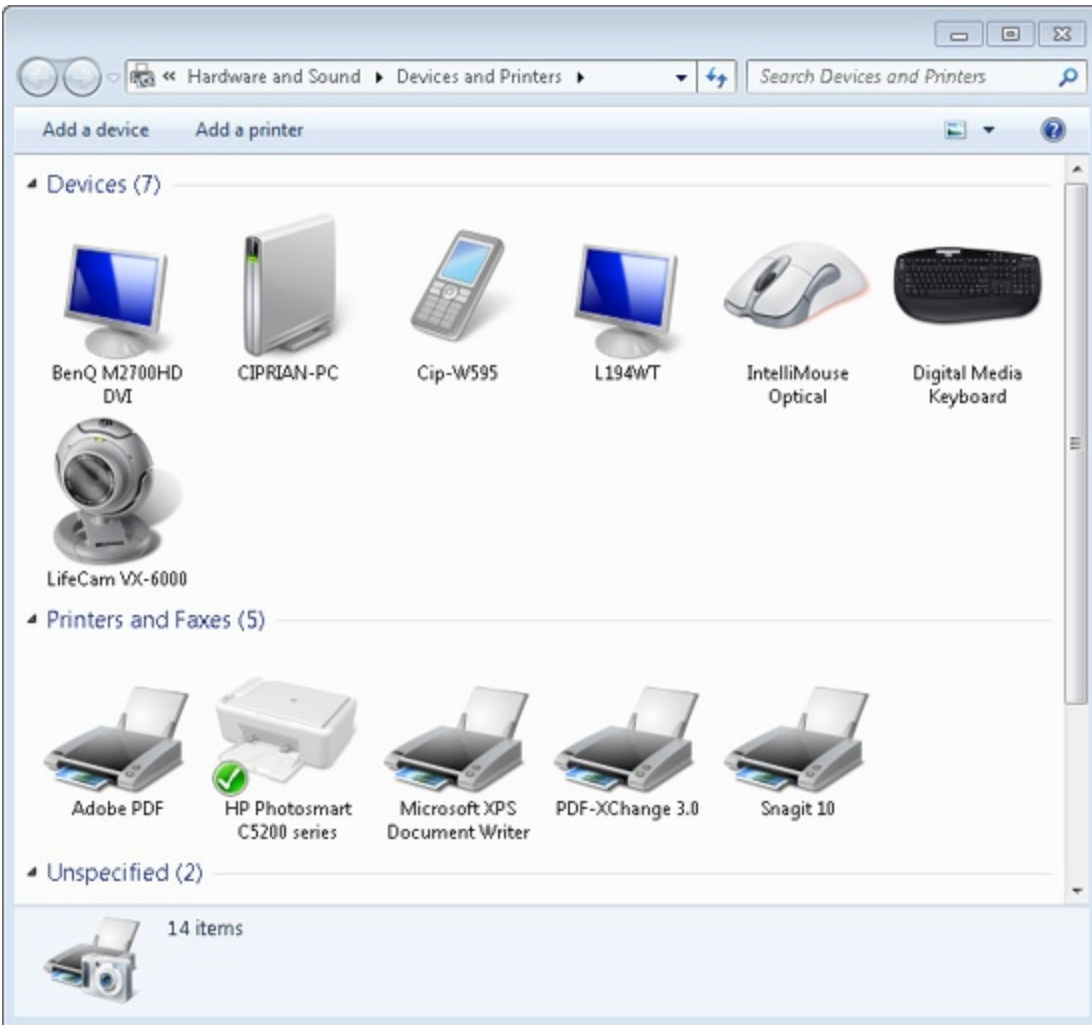 « Hardware and Sound ▸ Devices and Printers ▸
Search Devices and Printers
Add a device Add a printer
Devices (7)
BenQ M2700HD DVI
CIPRIAN-PC
Cip-W595
L194WT
IntelliMouse Optical
Digital Media Keyboard
LifeCam VX-6000
Printers and Faxes (5)
Adobe PDF
HP Photosmart C5200 series
Microsoft XPS Document Writer
PDF-XChange 3.0
Snagit 10
Unspecified (2)
14 items